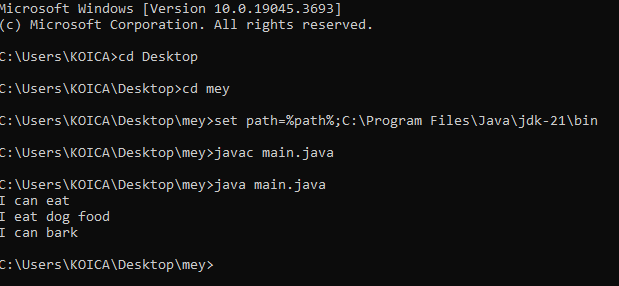 Microsoft Windows [Version 10.0.19045.3693]
(c) Microsoft Corporation. All rights reserved.
C:\Users\KOICA>cd Desktop
C:\Users\KOICA\Desktop>cd mey
C:\Users\KOICA\Desktop\mey>set path=%path%;C:\Program Files\Java\jdk-21\bin
C:\Users\KOICA\Desktop\mey>javac main.java
C:\Users\KOICA\Desktop\mey>java main.java
I can eat
I eat dog food
I can bark
C:\Users\KOICA\Desktop\mey>